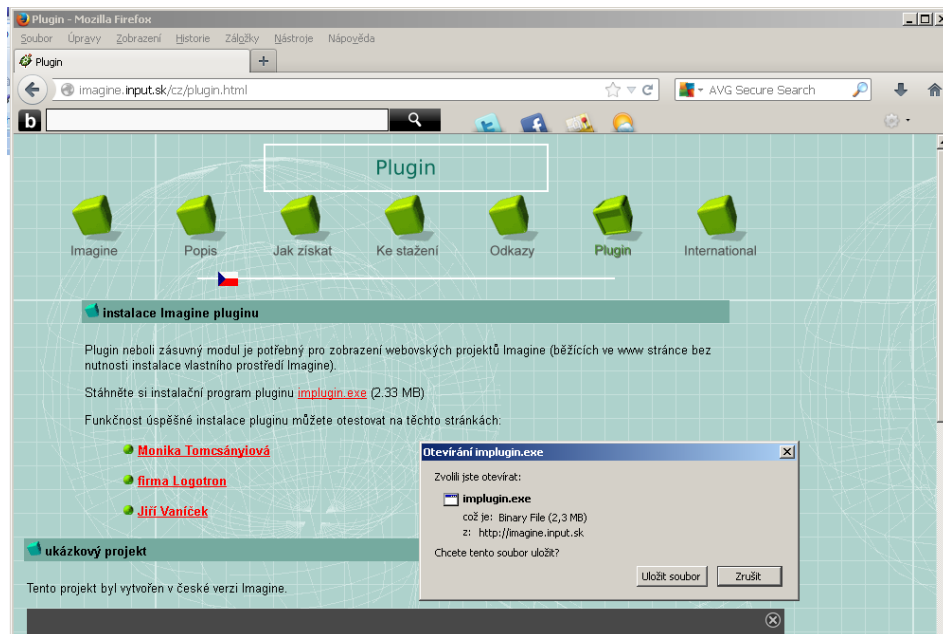 Plugin - Mozilla Firefox
Soubor Úpravy Zobrazení Historie Záložky Nástroje Nápověda
Plugin
imagine.input.sk/cz/plugin.html
AVG Secure Search
b
Plugin
Imagine Popis Jak získat Ke stažení Odkazy Plugin International
instalace Imagine pluginu
Plugin neboli zásuvný modul je potřebný pro zobrazení webovských projektů Imagine (běžících ve www stránce bez
nutnosti instalace vlastního prostředí Imagine).
Stáhněte si instalační program pluginu implugin.exe (2.33 MB)
Funkčnost úspěšné instalace pluginu můžete otestovat na těchto stránkách:
Monika Tomcsányiová
firma Logotron
Jiří Vaníček
Otevírání implugin.exe
Zvolili jste otevírat:
implugin.exe
což je: Binary File (2,3 MB)
z: http://imagine.input.sk
Chcete tento soubor uložit?
Uložit soubor Zrušit
ukázkový projekt
Tento projekt byl vytvořen v české verzi Imagine.